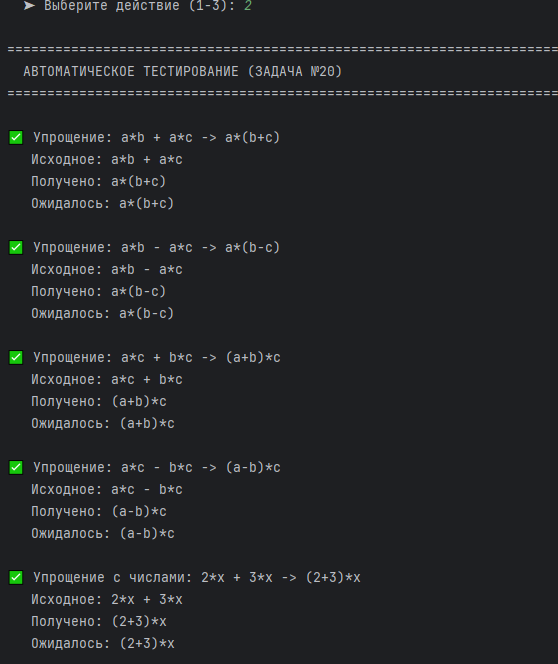 ➤ Выберите действие (1-3): 2
======================================================================
АВТОМАТИЧЕСКОЕ ТЕСТИРОВАНИЕ (ЗАДАЧА №20)
======================================================================
✅ Упрощение: a*b + a*c -> a*(b+c)
Исходное: a*b + a*c
Получено: a*(b+c)
Ожидалось: a*(b+c)
✅ Упрощение: a*b - a*c -> a*(b-c)
Исходное: a*b - a*c
Получено: a*(b-c)
Ожидалось: a*(b-c)
✅ Упрощение: a*c + b*c -> (a+b)*c
Исходное: a*c + b*c
Получено: (a+b)*c
Ожидалось: (a+b)*c
✅ Упрощение: a*c - b*c -> (a-b)*c
Исходное: a*c - b*c
Получено: (a-b)*c
Ожидалось: (a-b)*c
✅ Упрощение с числами: 2*x + 3*x -> (2+3)*x
Исходное: 2*x + 3*x
Получено: (2+3)*x
Ожидалось: (2+3)*x